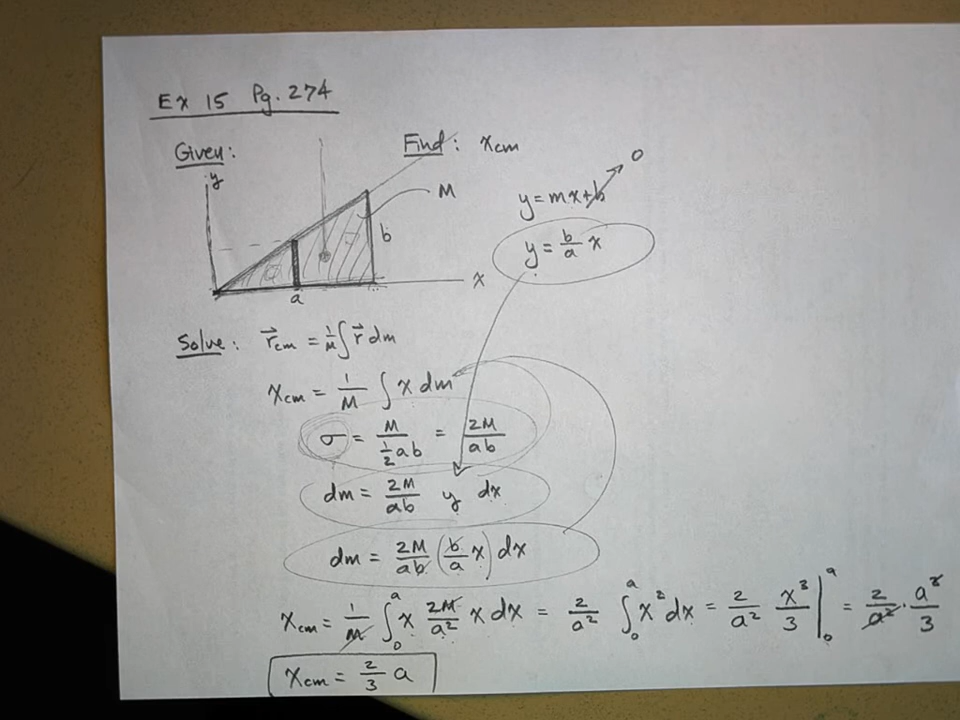 Ex 15 Pg. 274
Given: Find: xcm
y
M
b
x
a
y = mx + b 0
y = b/a x
Solve: r⃗cm = 1/M ∫ r⃗ dm
xcm = 1/M ∫ x dm
σ = M / ½ab = 2M/ab
dm = 2M/ab y dx
dm = 2M/ab (b/a x) dx
xcm = 1/M ∫₀ᵃ x 2M/a² x dx = 2/a² ∫₀ᵃ x² dx = 2/a² x³/3 |₀ᵃ = 2/a² · a³/3
xcm = 2/3 a